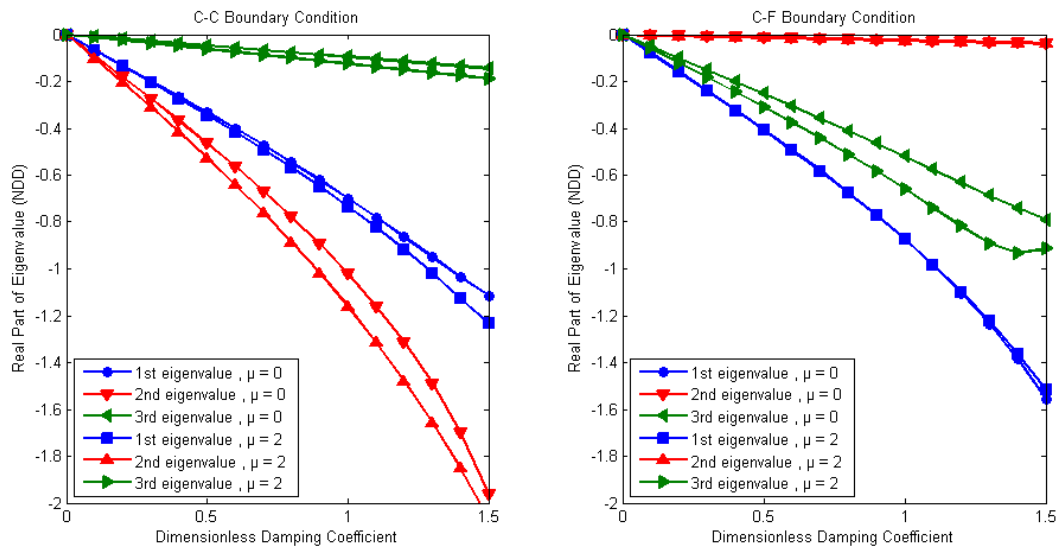 C-C Boundary Condition
0
-0.2
-0.4
-0.6
-0.8
-1
-1.2
-1.4
-1.6
-1.8
-2
Real Part of Eigenvalue (NDD)
1st eigenvalue , µ = 0
2nd eigenvalue , µ = 0
3rd eigenvalue , µ = 0
1st eigenvalue , µ = 2
2nd eigenvalue , µ = 2
3rd eigenvalue , µ = 2
0
0.5
1
1.5
Dimensionless Damping Coefficient
C-F Boundary Condition
0
-0.2
-0.4
-0.6
-0.8
-1
-1.2
-1.4
-1.6
-1.8
-2
Real Part of Eigenvalue (NDD)
1st eigenvalue , µ = 0
2nd eigenvalue , µ = 0
3rd eigenvalue , µ = 0
1st eigenvalue , µ = 2
2nd eigenvalue , µ = 2
3rd eigenvalue , µ = 2
0
0.5
1
1.5
Dimensionless Damping Coefficient